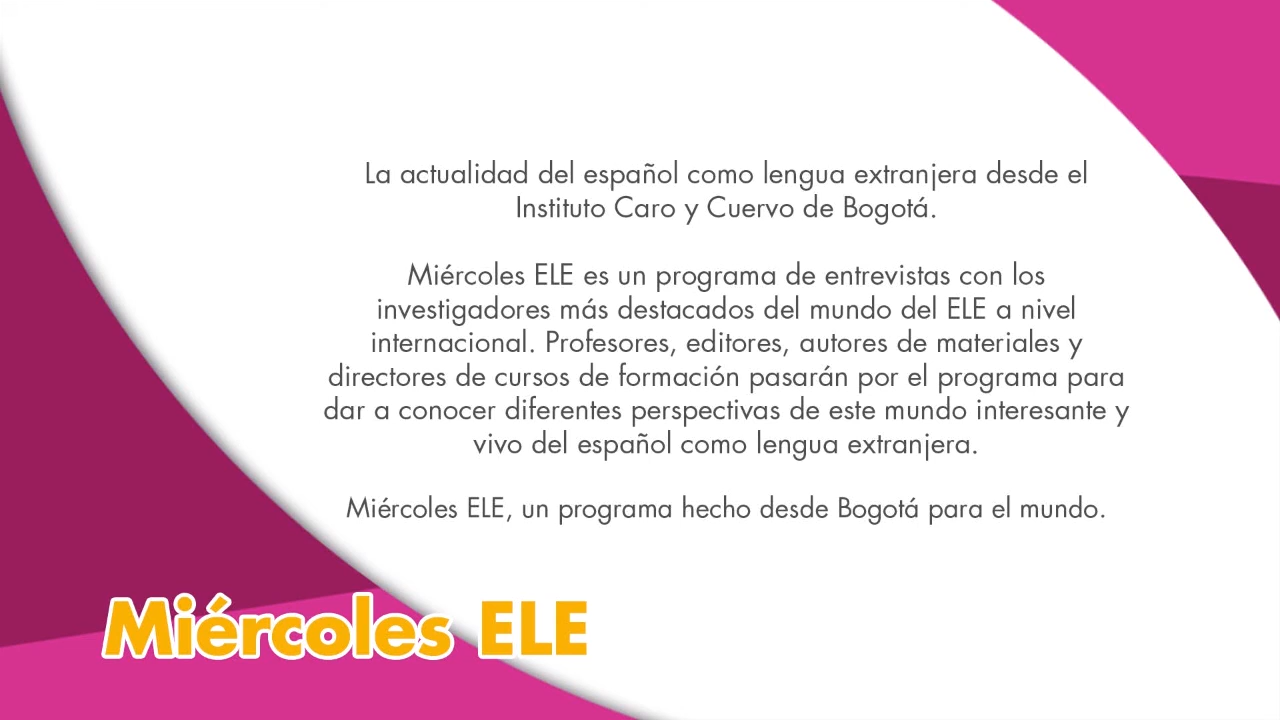 La actualidad del español como lengua extranjera desde el
Instituto Caro y Cuervo de Bogotá.
Miércoles ELE es un programa de entrevistas con los
investigadores más destacados del mundo del ELE a nivel
internacional. Profesores, editores, autores de materiales y
directores de cursos de formación pasarán por el programa para
dar a conocer diferentes perspectivas de este mundo interesante y
vivo del español como lengua extranjera.
Miércoles ELE, un programa hecho desde Bogotá para el mundo.
Miércoles ELE